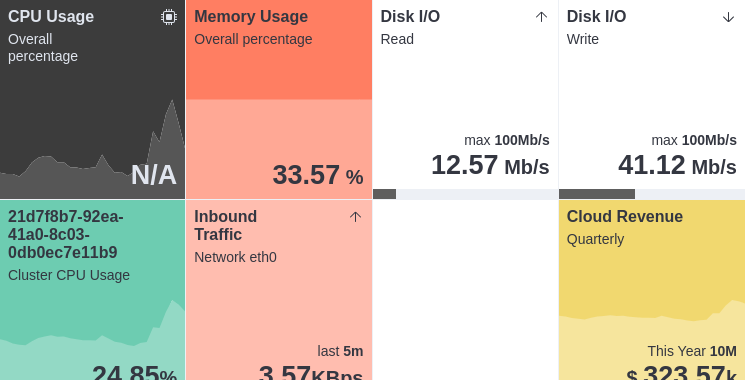 CPU Usage
Overall
percentage
N/A
Memory Usage
Overall percentage
33.57 %
Disk I/O
Read
max 100Mb/s
12.57 Mb/s
Disk I/O
Write
max 100Mb/s
41.12 Mb/s
21d7f8b7-92ea-
41a0-8c03-
0db0ec7e11b9
Cluster CPU Usage
24.85%
Inbound
Traffic
Network eth0
last 5m
3.57KBps
Cloud Revenue
Quarterly
This Year 10M
$ 323.57k